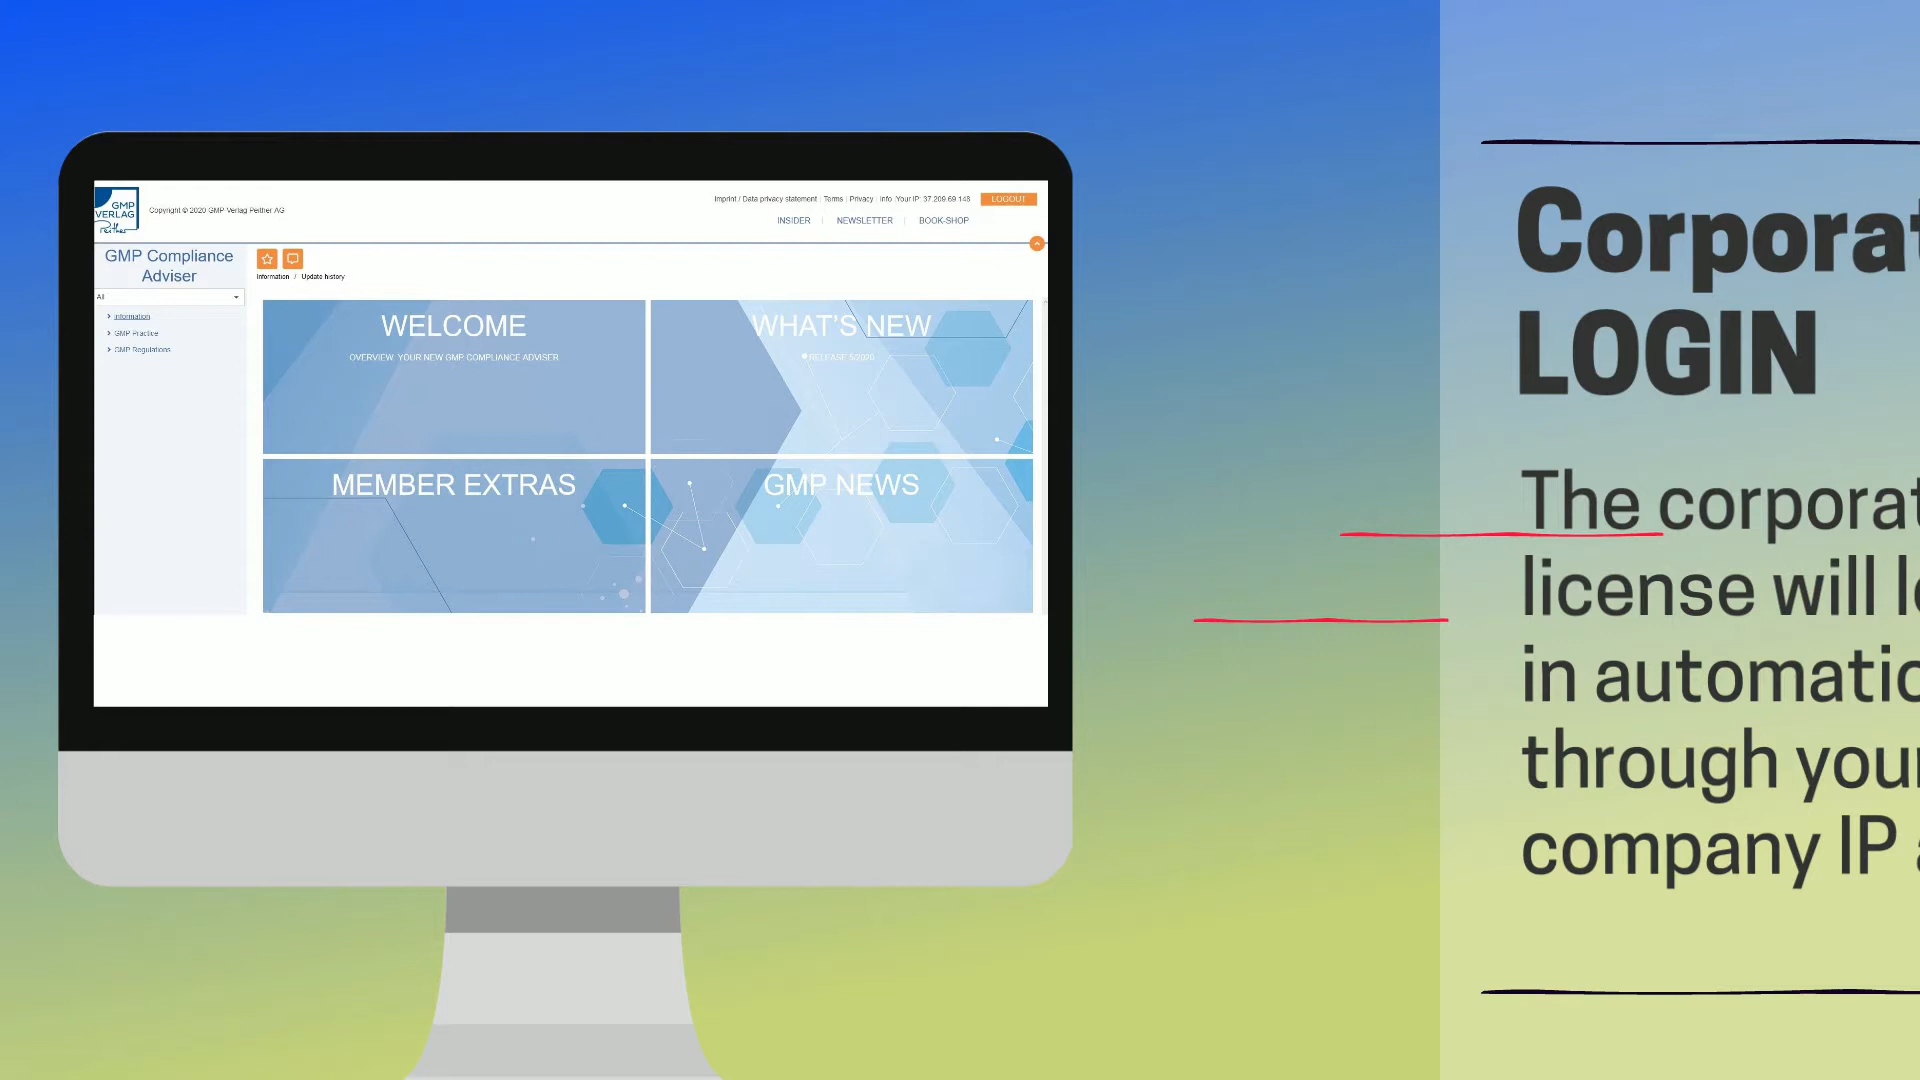 GMP
VERLAG
Peither
Copyright © 2020 GMP Verlag Peither AG
Imprint / Data privacy statement | Terms | Privacy | Info | Your IP: 37.209.69.148
LOGOUT
INSIDER | NEWSLETTER | BOOK-SHOP
GMP Compliance
Adviser
All
Information
GMP Practice
GMP Regulations
Information / Update history
WELCOME
OVERVIEW: YOUR NEW GMP COMPLIANCE ADVISER
WHAT'S NEW
RELEASE 5/2020
MEMBER EXTRAS
GMP NEWS
Corporat
LOGIN
The corporat
license will
in automatic
through your
company IP